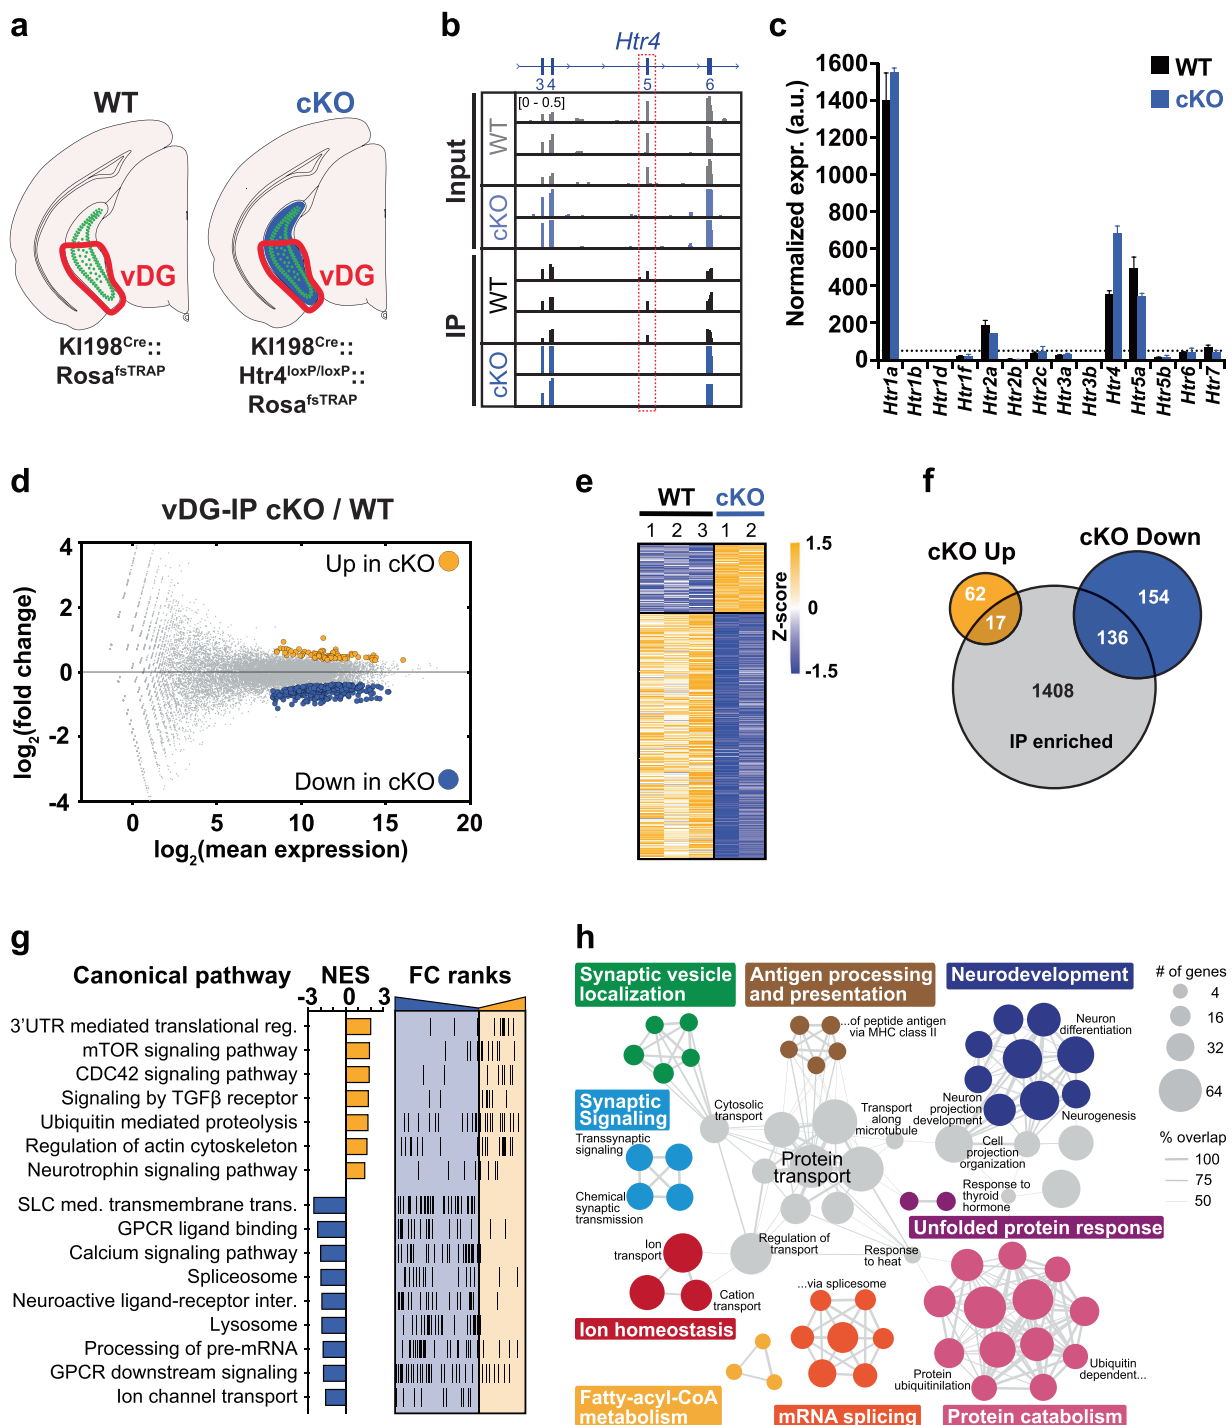 a
WT
cKO
vDG
vDG
KI198Cre::
RosafsTRAP
KI198Cre::
Htr4loxP/loxP::
RosafsTRAP
b
Htr4
3 4 5 6
[0 - 0.5]
Input
WT
cKO
IP
WT
cKO
c
Normalized expr. (a.u.)
1600
1400
1200
1000
800
600
400
200
0
WT
cKO
Htr1a
Htr1b
Htr1d
Htr1f
Htr2a
Htr2b
Htr2c
Htr3a
Htr3b
Htr4
Htr5a
Htr5b
Htr6
Htr7
d
vDG-IP cKO / WT
log2(fold change)
4
2
0
-2
-4
Up in cKO
Down in cKO
0 5 10 15 20
log2(mean expression)
e
WT cKO
1 2 3 1 2
Z-score
1.5
0
-1.5
f
cKO Up
cKO Down
62
17
154
136
1408
IP enriched
g
Canonical pathway NES FC ranks
-3 0 3
3'UTR mediated translational reg.
mTOR signaling pathway
CDC42 signaling pathway
Signaling by TGFβ receptor
Ubiquitin mediated proteolysis
Regulation of actin cytoskeleton
Neurotrophin signaling pathway
SLC med. transmembrane trans.
GPCR ligand binding
Calcium signaling pathway
Spliceosome
Neuroactive ligand-receptor inter.
Lysosome
Processing of pre-mRNA
GPCR downstream signaling
Ion channel transport
h
Synaptic vesicle
localization
Antigen processing
and presentation
Neurodevelopment
# of genes
4
16
32
64
% overlap
100
75
50
...of peptide antigen
via MHC class II
Neuron
differentiation
Neuron
projection
development
Neurogenesis
Synaptic
Signaling
Cytosolic
transport
Transport
along
microtubule
Cell
projection
organization
Transsynaptic
signaling
Protein
transport
Response to
thyroid
hormone
Chemical
synaptic
transmission
Unfolded protein response
Ion
transport
Regulation of
transport
Response
to heat
Cation
transport
...via splicesome
Ion homeostasis
Protein
ubiquitinilation
Ubiquitin
dependent...
Fatty-acyl-CoA
metabolism
mRNA splicing
Protein catabolism